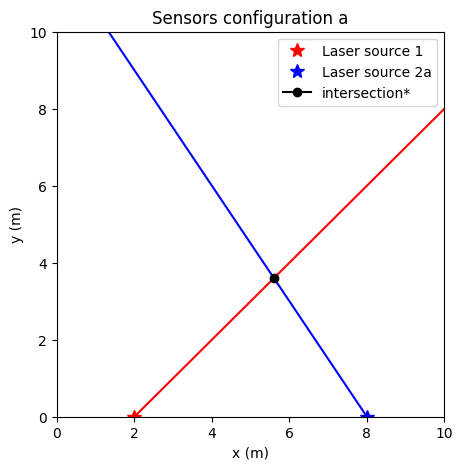 Sensors configuration a
Laser source 1
Laser source 2a
intersection*
10
8
6
4
2
0
y (m)
0 2 4 6 8 10
x (m)